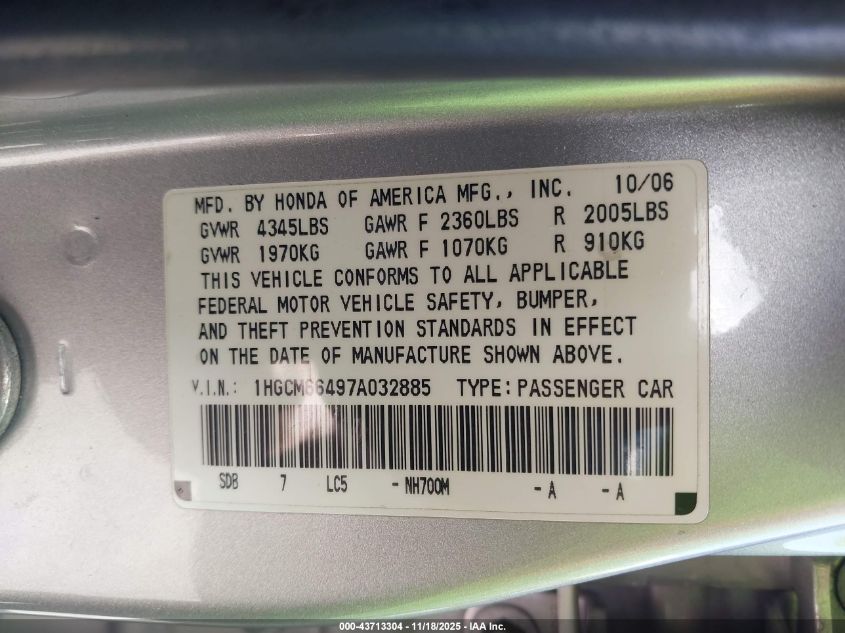 MFD. BY HONDA OF AMERICA MFG., INC. 10/06
GVWR 4345LBS GAWR F 2360LBS R 2005LBS
GVWR 1970KG GAWR F 1070KG R 910KG
THIS VEHICLE CONFORMS TO ALL APPLICABLE
FEDERAL MOTOR VEHICLE SAFETY, BUMPER,
AND THEFT PREVENTION STANDARDS IN EFFECT
ON THE DATE OF MANUFACTURE SHOWN ABOVE.
V.I.N.: 1HGCM66497A032885 TYPE: PASSENGER CAR
SDB 7 LC5 - NH700M - A - A
000-43713304 - 11/18/2025 - IAA Inc.